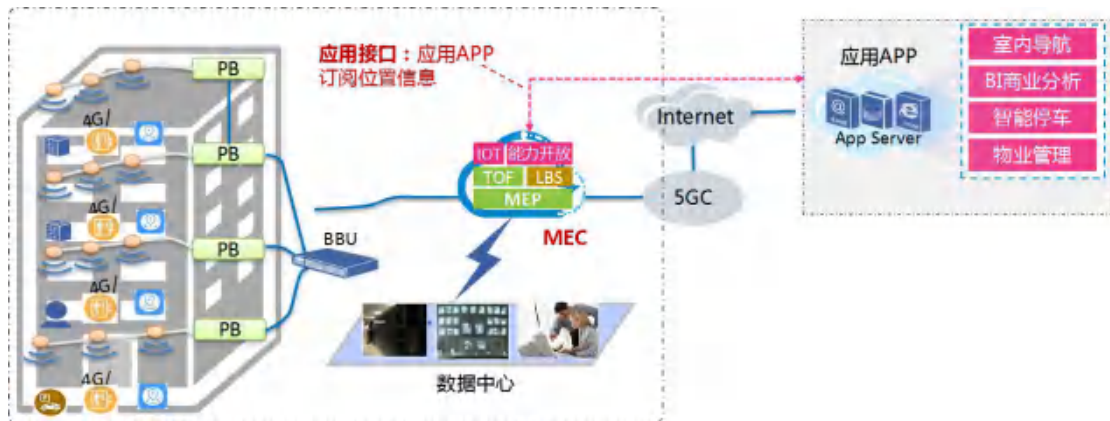 PB
4G/
PB
4G/
PB
4G/
PB
4G/
BBU
应用接口：应用APP
订阅位置信息
IOT 能力开放
TOF LBS
MEP
MEC
数据中心
Internet
5GC
应用APP
App Server
室内导航
BI商业分析
智能停车
物业管理